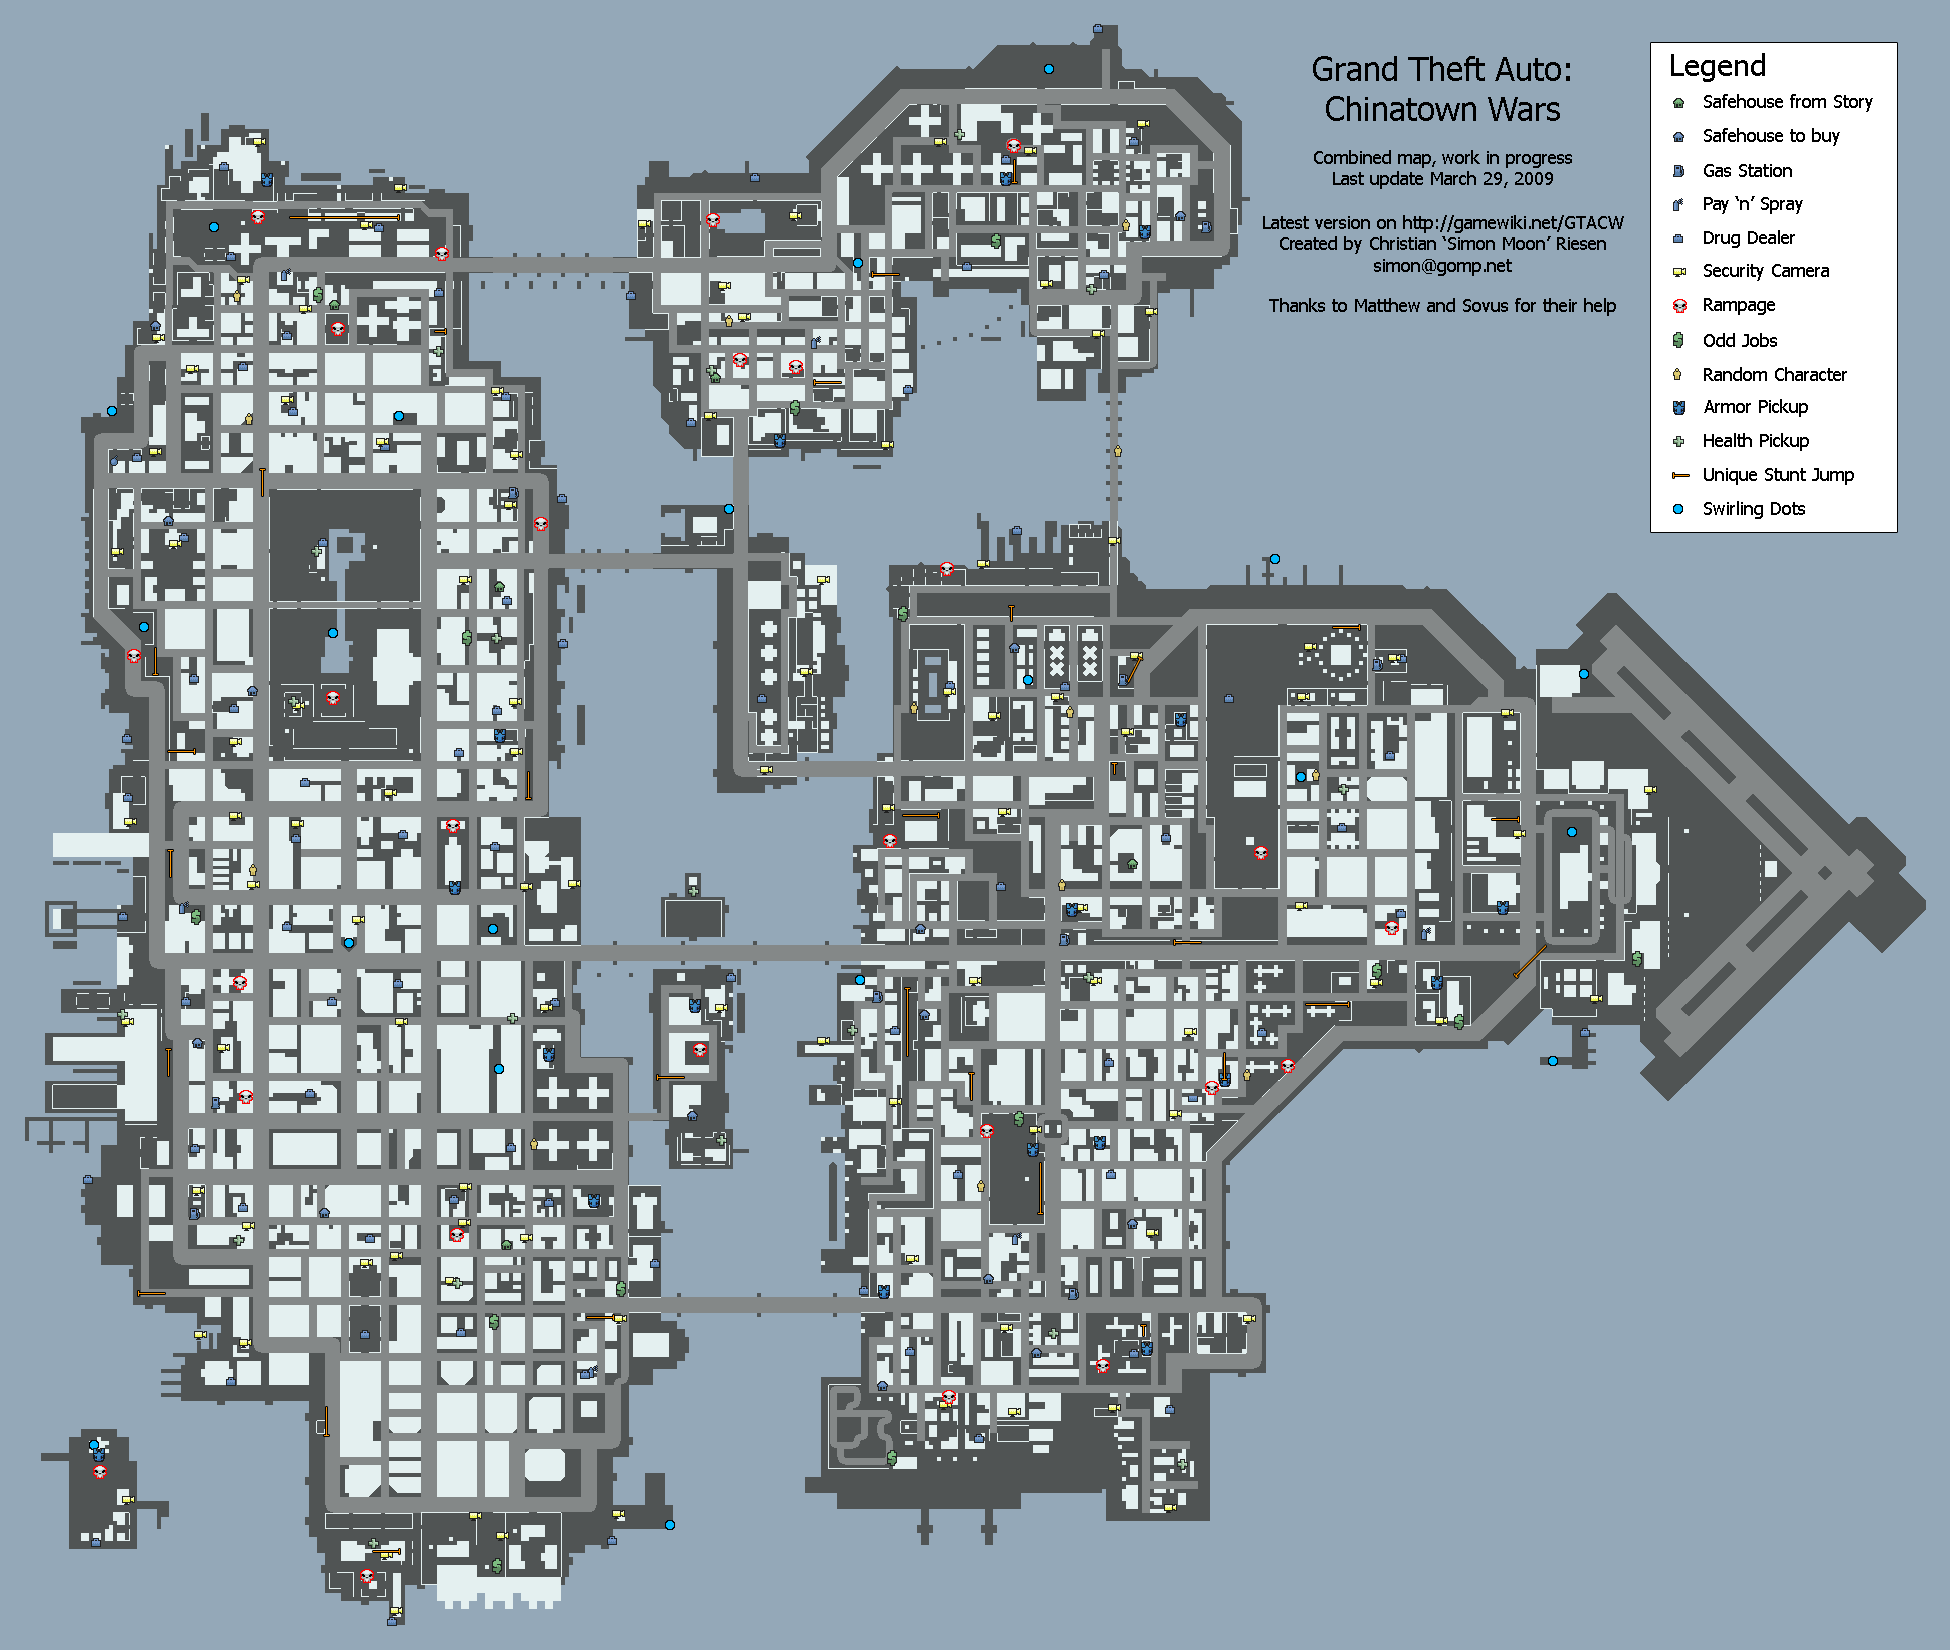 Grand Theft Auto:
Chinatown Wars
Combined map, work in progress
Last update March 29, 2009
Latest version on http://gamewiki.net/GTACW
Created by Christian ‘Simon Moon’ Riesen
simon@gomp.net
Thanks to Matthew and Sovus for their help
Legend
Safehouse from Story
Safehouse to buy
Gas Station
Pay ‘n’ Spray
Drug Dealer
Security Camera
Rampage
Odd Jobs
Random Character
Armor Pickup
Health Pickup
Unique Stunt Jump
Swirling Dots